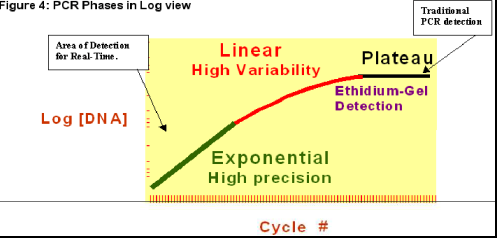 Figure 4: PCR Phases in Log view
Traditional
PCR detection
Area of Detection
for Real-Time.
Linear
High Variability
Plateau
Ethidium-Gel
Detection
Log [DNA]
Exponential
High precision
Cycle #